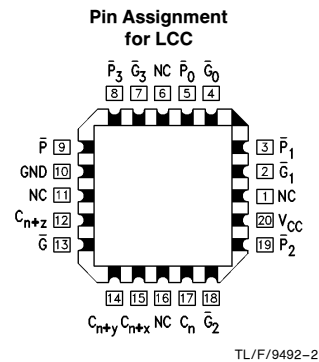 Pin Assignment
for LCC
P̄₃ Ḡ₃ NC P̄₀ Ḡ₀
8 7 6 5 4
P̄ 9
GND 10
NC 11
Cn+z 12
Ḡ 13
3 P̄₁
2 Ḡ₁
1 NC
20 VCC
19 P̄₂
14 15 16 17 18
Cn+y Cn+x NC Cn Ḡ₂
TL/F/9492–2